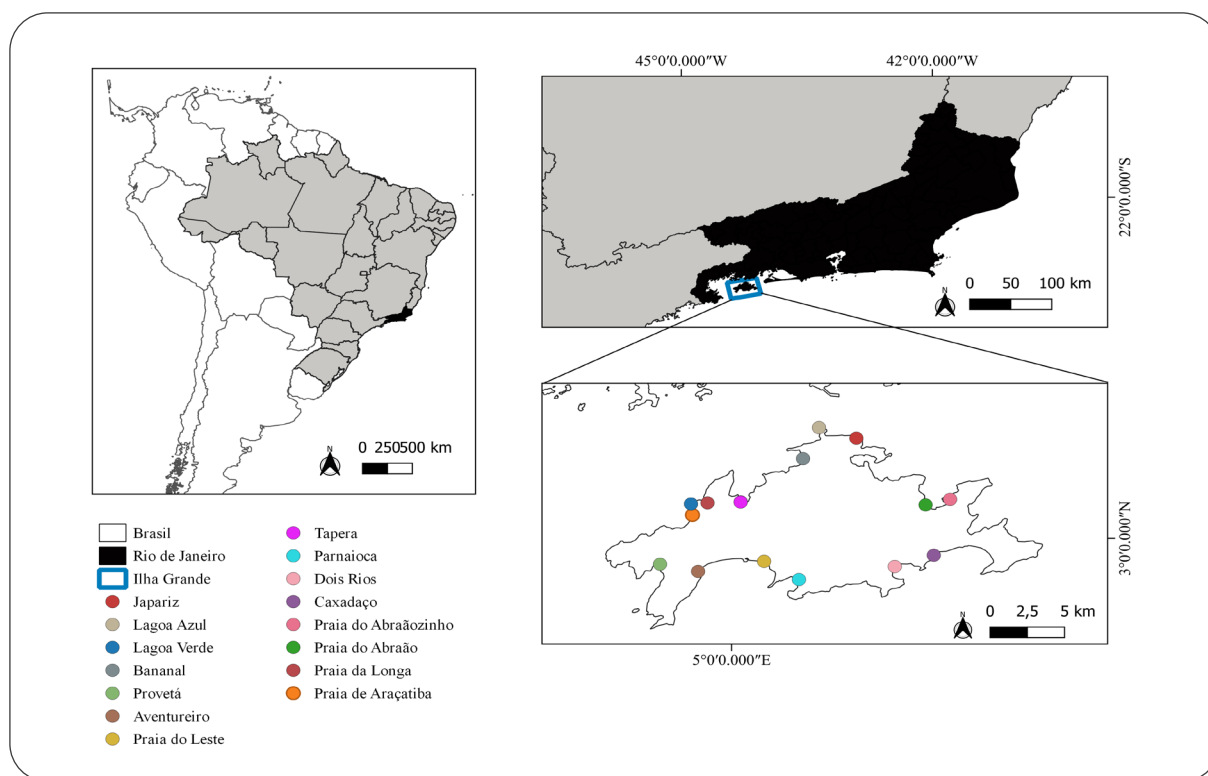 45°0′0.000″W
42°0′0.000″W
22°0′0.000″S
N
0 50 100 km
N
0 250500 km
3°0′0.000″N
N
0 2,5 5 km
5°0′0.000″E
Brasil
Rio de Janeiro
Ilha Grande
Japariz
Lagoa Azul
Lagoa Verde
Bananal
Provetá
Aventureiro
Praia do Leste
Tapera
Parnaioca
Dois Rios
Caxadaço
Praia do Abraãozinho
Praia do Abraão
Praia da Longa
Praia de Araçatiba